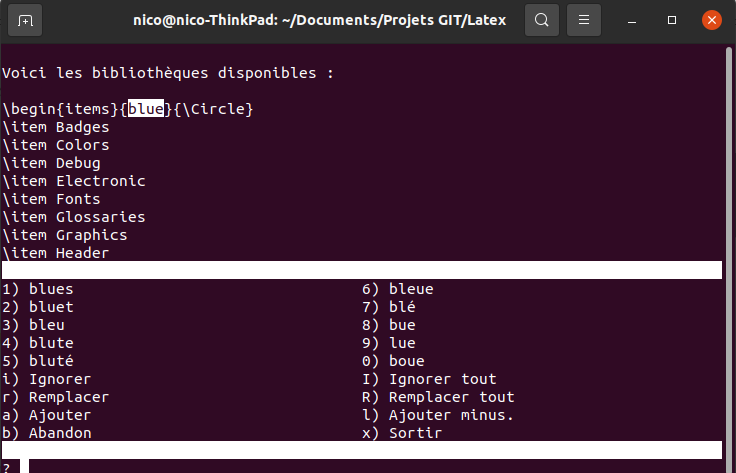 nico@nico-ThinkPad: ~/Documents/Projets GIT/Latex
Voici les bibliothèques disponibles :
\begin{items}{blue}{\Circle}
\item Badges
\item Colors
\item Debug
\item Electronic
\item Fonts
\item Glossaries
\item Graphics
\item Header
1) blues 6) bleue
2) bluet 7) blé
3) bleu 8) bue
4) blute 9) lue
5) bluté 0) boue
i) Ignorer I) Ignorer tout
r) Remplacer R) Remplacer tout
a) Ajouter l) Ajouter minus.
b) Abandon x) Sortir
?